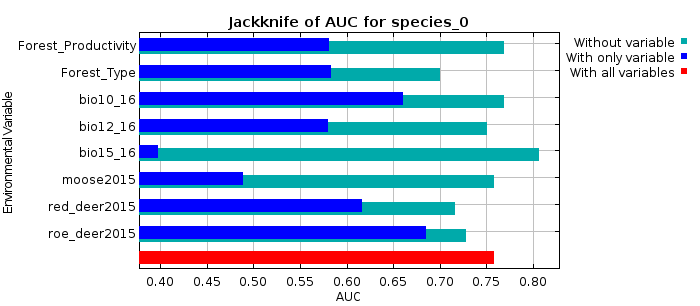 Jackknife of AUC for species_0
Environmental Variable
Forest_Productivity
Forest_Type
bio10_16
bio12_16
bio15_16
moose2015
red_deer2015
roe_deer2015
0.40 0.45 0.50 0.55 0.60 0.65 0.70 0.75 0.80
AUC
Without variable
With only variable
With all variables